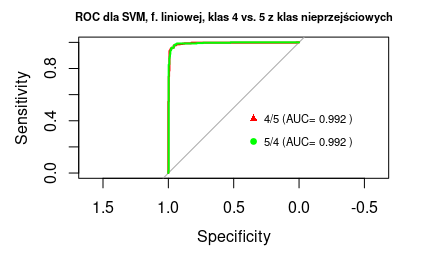 ROC dla SVM, f. liniowej, klas 4 vs. 5 z klas nieprzejściowych
Sensitivity
0.8
0.4
0.0
4/5 (AUC= 0.992 )
5/4 (AUC= 0.992 )
1.5 1.0 0.5 0.0 -0.5
Specificity